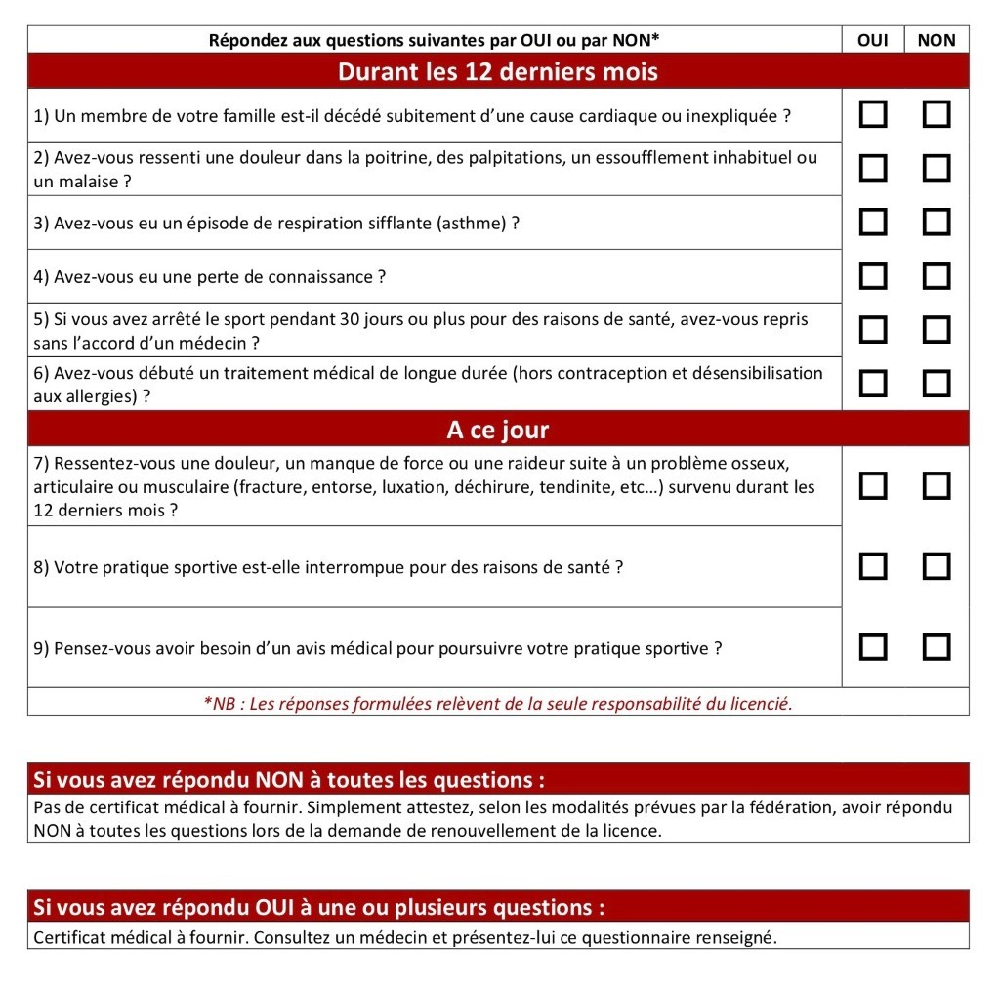 Répondez aux questions suivantes par OUI ou par NON* OUI NON
Durant les 12 derniers mois
1) Un membre de votre famille est-il décédé subitement d’une cause cardiaque ou inexpliquée ?
2) Avez-vous ressenti une douleur dans la poitrine, des palpitations, un essoufflement inhabituel ou
un malaise ?
3) Avez-vous eu un épisode de respiration sifflante (asthme) ?
4) Avez-vous eu une perte de connaissance ?
5) Si vous avez arrêté le sport pendant 30 jours ou plus pour des raisons de santé, avez-vous repris
sans l’accord d’un médecin ?
6) Avez-vous débuté un traitement médical de longue durée (hors contraception et désensibilisation
aux allergies) ?
A ce jour
7) Ressentez-vous une douleur, un manque de force ou une raideur suite à un problème osseux,
articulaire ou musculaire (fracture, entorse, luxation, déchirure, tendinite, etc…) survenu durant les
12 derniers mois ?
8) Votre pratique sportive est-elle interrompue pour des raisons de santé ?
9) Pensez-vous avoir besoin d’un avis médical pour poursuivre votre pratique sportive ?
*NB : Les réponses formulées relèvent de la seule responsabilité du licencié.
Si vous avez répondu NON à toutes les questions :
Pas de certificat médical à fournir. Simplement attestez, selon les modalités prévues par la fédération, avoir répondu
NON à toutes les questions lors de la demande de renouvellement de la licence.
Si vous avez répondu OUI à une ou plusieurs questions :
Certificat médical à fournir. Consultez un médecin et présentez-lui ce questionnaire renseigné.